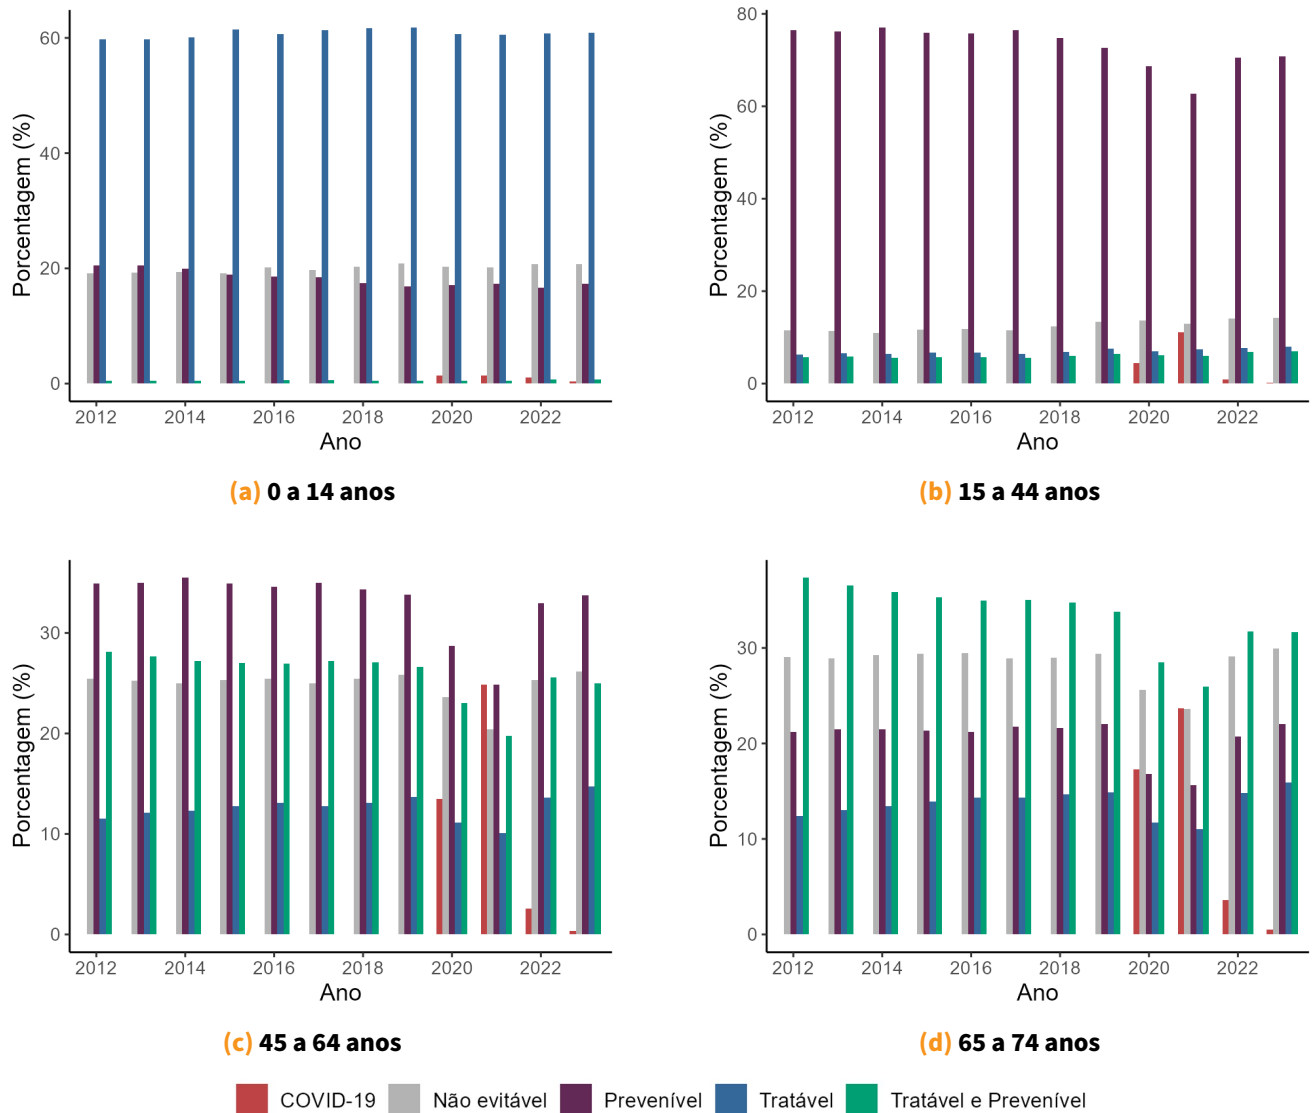 60
40
20
0
Porcentagem (%)
2012 2014 2016 2018 2020 2022
Ano
(a) 0 a 14 anos
80
60
40
20
0
Porcentagem (%)
2012 2014 2016 2018 2020 2022
Ano
(b) 15 a 44 anos
30
20
10
0
Porcentagem (%)
2012 2014 2016 2018 2020 2022
Ano
(c) 45 a 64 anos
30
20
10
0
Porcentagem (%)
2012 2014 2016 2018 2020 2022
Ano
(d) 65 a 74 anos
COVID-19 Não evitável Prevenível Tratável Tratável e Prevenível